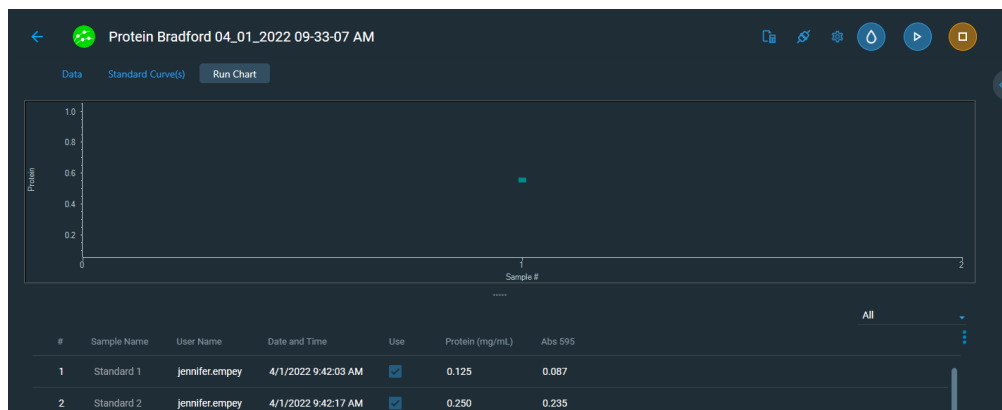 Protein Bradford 04_01_2022 09-33-07 AM
Data Standard Curve(s) Run Chart
1.0
0.8
0.6
0.4
0.2
Protein
0 1 2
Sample #
All
# Sample Name User Name Date and Time Use Protein (mg/mL) Abs 595
1 Standard 1 jennifer.empey 4/1/2022 9:42:03 AM 0.125 0.087
2 Standard 2 jennifer.empey 4/1/2022 9:42:17 AM 0.250 0.235